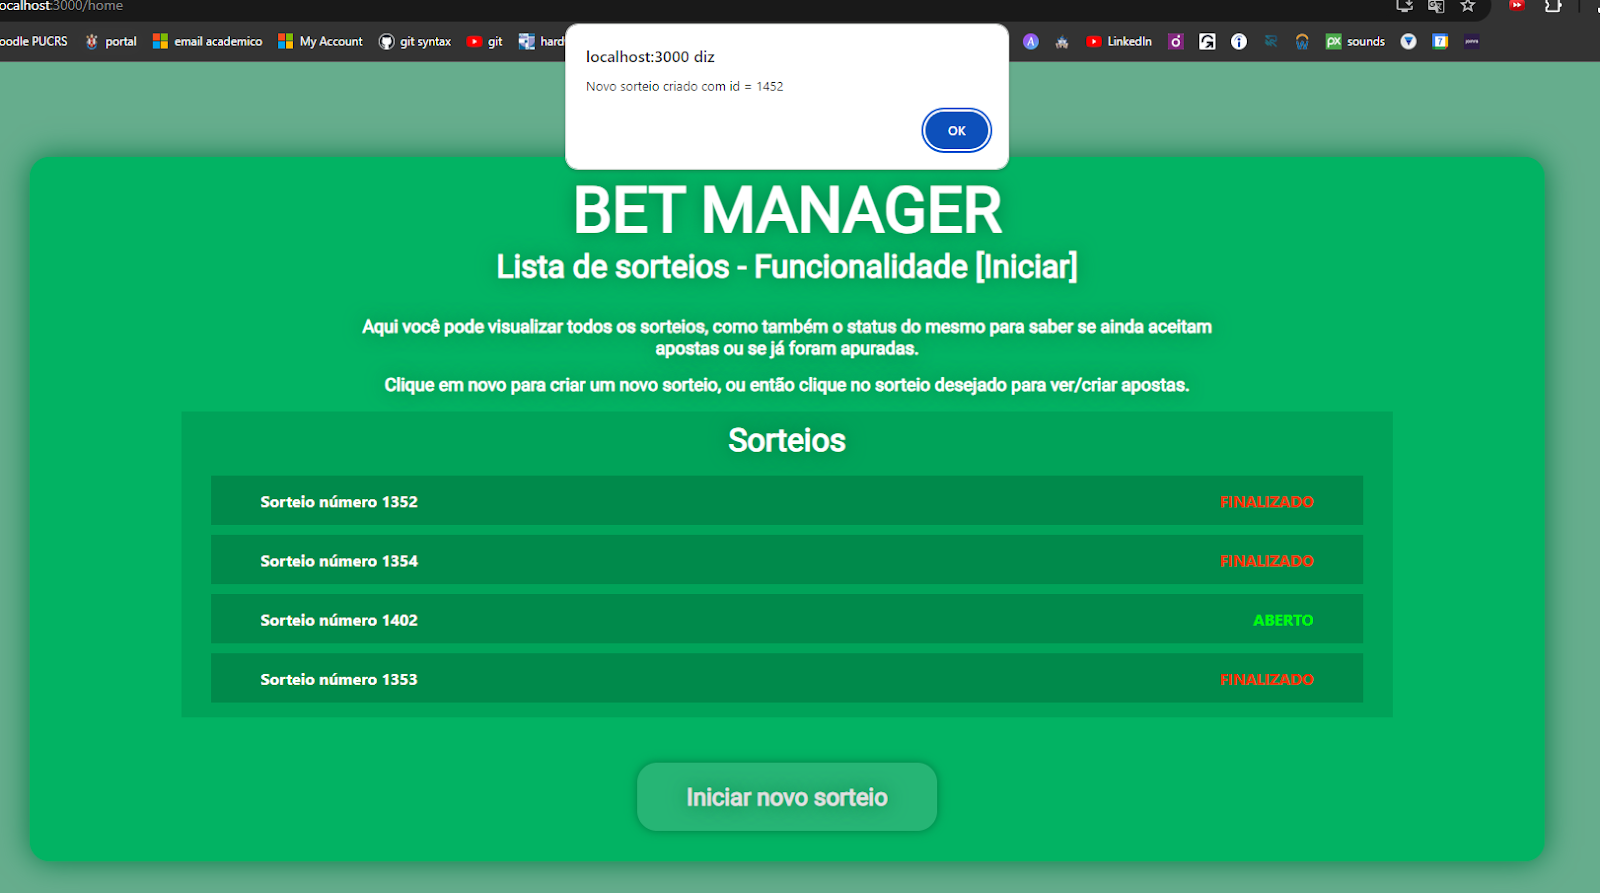 ocalhost:3000/home
oodle PUCRS portal email academico My Account git syntax git hard LinkedIn sounds
localhost:3000 diz
Novo sorteio criado com id = 1452
OK
BET MANAGER
Lista de sorteios - Funcionalidade [Iniciar]
Aqui você pode visualizar todos os sorteios, como também o status do mesmo para saber se ainda aceitam
apostas ou se já foram apuradas.
Clique em novo para criar um novo sorteio, ou então clique no sorteio desejado para ver/criar apostas.
Sorteios
Sorteio número 1352 FINALIZADO
Sorteio número 1354 FINALIZADO
Sorteio número 1402 ABERTO
Sorteio número 1353 FINALIZADO
Iniciar novo sorteio